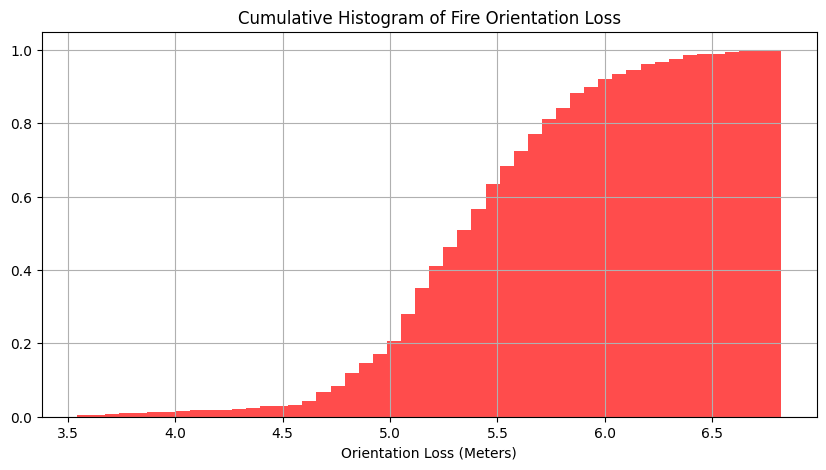 Cumulative Histogram of Fire Orientation Loss
1.0
0.8
0.6
0.4
0.2
0.0
3.5 4.0 4.5 5.0 5.5 6.0 6.5
Orientation Loss (Meters)